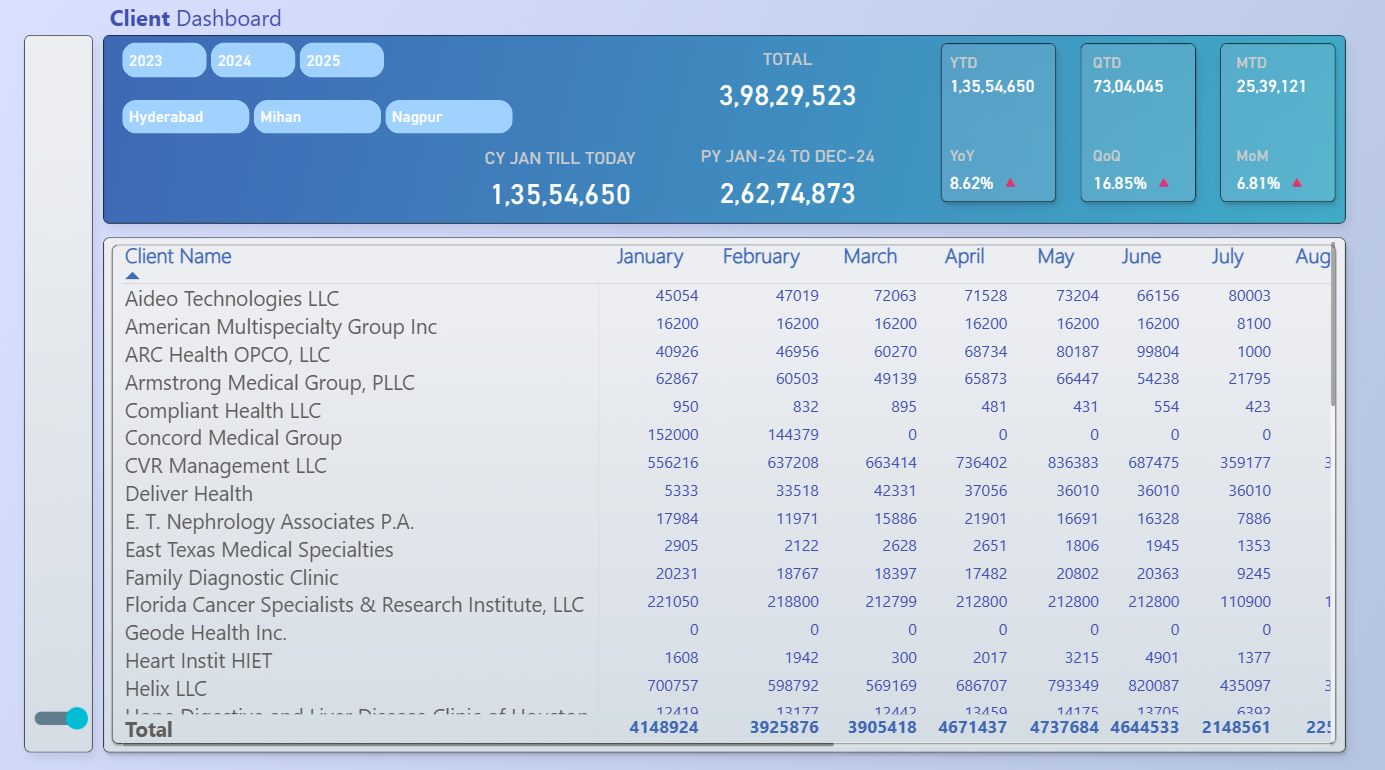 Client Dashboard
2023 2024 2025
Hyderabad Mihan Nagpur
TOTAL
3,98,29,523
CY JAN TILL TODAY
1,35,54,650
PY JAN-24 TO DEC-24
2,62,74,873
YTD
1,35,54,650
YoY
8.62%
QTD
73,04,045
QoQ
16.85%
MTD
25,39,121
MoM
6.81%
Client Name January February March April May June July Aug
Aideo Technologies LLC 45054 47019 72063 71528 73204 66156 80003
American Multispecialty Group Inc 16200 16200 16200 16200 16200 16200 8100
ARC Health OPCO, LLC 40926 46956 60270 68734 80187 99804 1000
Armstrong Medical Group, PLLC 62867 60503 49139 65873 66447 54238 21795
Compliant Health LLC 950 832 895 481 431 554 423
Concord Medical Group 152000 144379 0 0 0 0 0
CVR Management LLC 556216 637208 663414 736402 836383 687475 359177 3
Deliver Health 5333 33518 42331 37056 36010 36010 36010
E. T. Nephrology Associates P.A. 17984 11971 15886 21901 16691 16328 7886
East Texas Medical Specialties 2905 2122 2628 2651 1806 1945 1353
Family Diagnostic Clinic 20231 18767 18397 17482 20802 20363 9245
Florida Cancer Specialists & Research Institute, LLC 221050 218800 212799 212800 212800 212800 110900 1
Geode Health Inc. 0 0 0 0 0 0 0
Heart Instit HIET 1608 1942 300 2017 3215 4901 1377
Helix LLC 700757 598792 569169 686707 793349 820087 435097 3
Digestive and Liver Disease Clinic of Houston 12419 13177 12442 13459 14175 13705 6392
Total 4148924 3925876 3905418 4671437 4737684 4644533 2148561 225